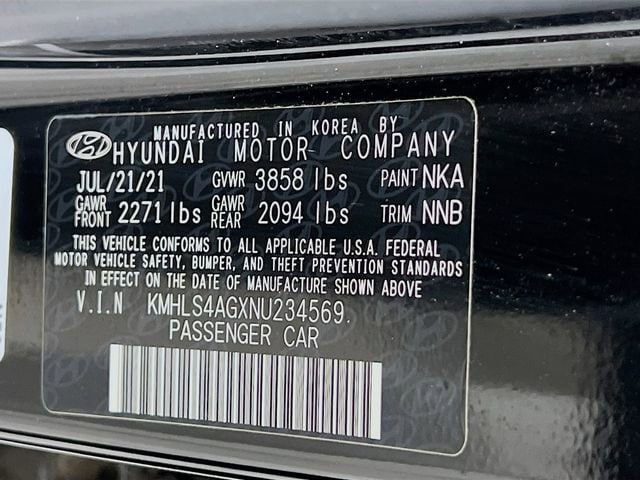 MANUFACTURED IN KOREA BY
HYUNDAI MOTOR COMPANY
JUL/21/21 GVWR 3858 lbs PAINT NKA
GAWR FRONT 2271 lbs GAWR REAR 2094 lbs TRIM NNB
THIS VEHICLE CONFORMS TO ALL APPLICABLE U.S.A. FEDERAL
MOTOR VEHICLE SAFETY, BUMPER, AND THEFT PREVENTION STANDARDS
IN EFFECT ON THE DATE OF MANUFACTURE SHOWN ABOVE
V.I.N KMHLS4AGXNU234569.
PASSENGER CAR